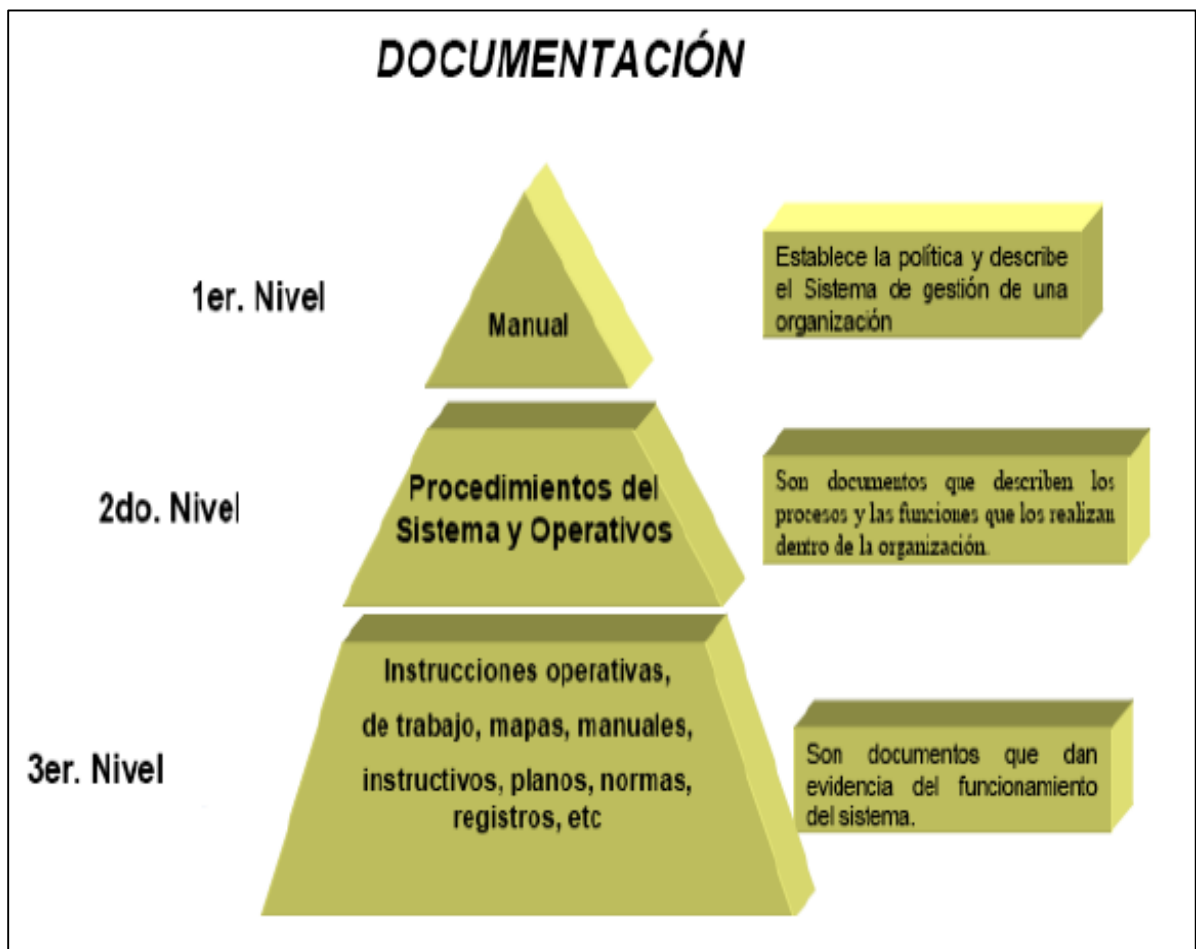 DOCUMENTACIÓN
1er. Nivel
Manual
Establece la política y describe
el Sistema de gestión de una
organización
2do. Nivel
Procedimientos del
Sistema y Operativos
Son documentos que describen los
procesos y las funciones que los realizan
dentro de la organización.
3er. Nivel
Instrucciones operativas,
de trabajo, mapas, manuales,
instructivos, planos, normas,
registros, etc
Son documentos que dan
evidencia del funcionamiento
del sistema.